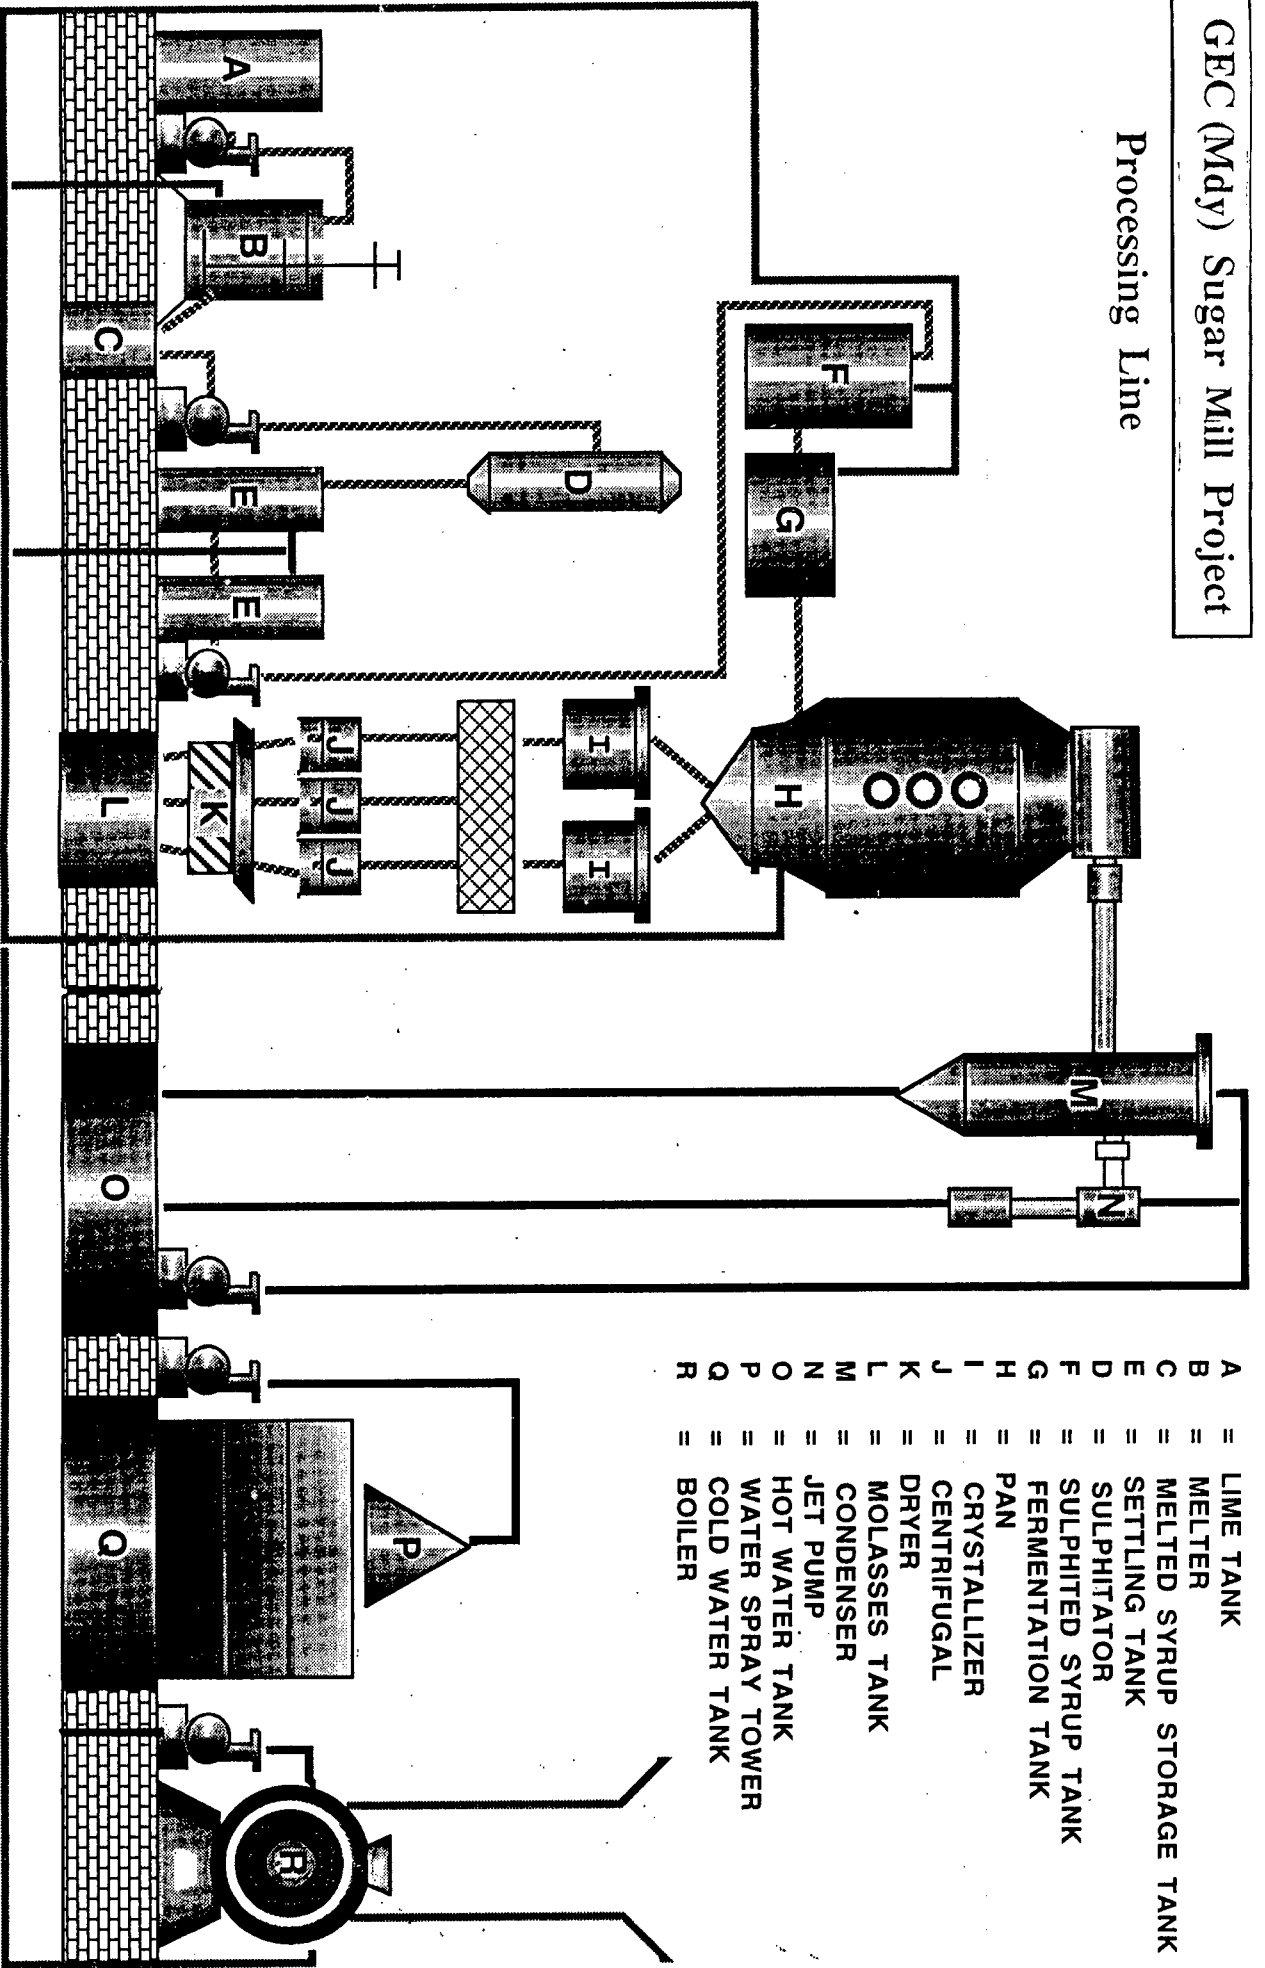 GEC (Mdy) Sugar Mill Project
Processing Line
A = LIME TANK
B = MELTER
C = MELTED SYRUP STORAGE TANK
E = SETTLING TANK
D = SULPHITATOR
F = SULPHITED SYRUP TANK
G = FERMENTATION TANK
H = PAN
I = CRYSTALLIZER
J = CENTRIFUGAL
K = DRYER
L = MOLASSES TANK
M = CONDENSER
N = JET PUMP
O = HOT WATER TANK
P = WATER SPRAY TOWER
Q = COLD WATER TANK
R = BOILER
A
B
C
D
E
E
F
G
H
I
I
J
J
J
K
L
M
N
O
P
Q
R